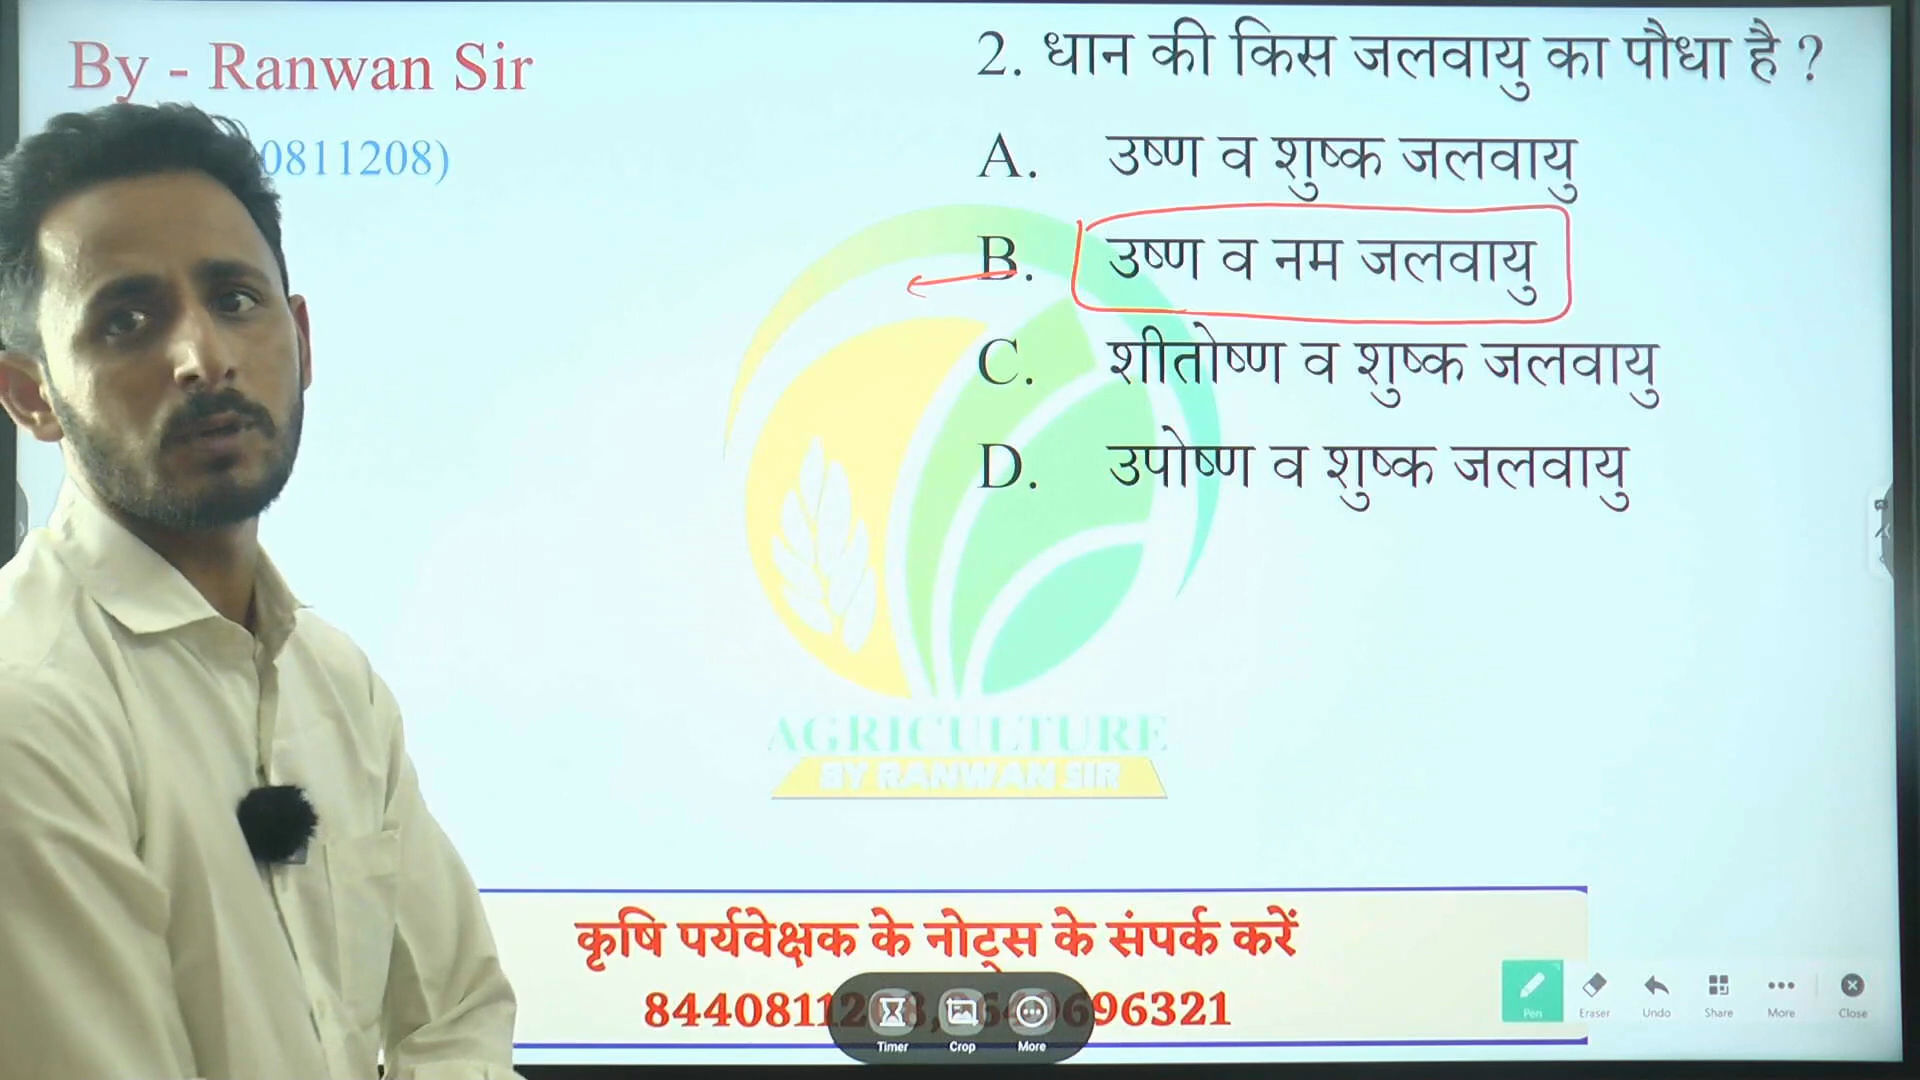 By - Ranwan Sir
0811208)
2. धान की किस जलवायु का पौधा है ?
A. उष्ण व शुष्क जलवायु
B. उष्ण व नम जलवायु
C. शीतोष्ण व शुष्क जलवायु
D. उपोष्ण व शुष्क जलवायु
AGRICULTURE
BY RANWAN SIR
कृषि पर्यवेक्षक के नोट्स के संपर्क करें
96321
Timer Crop More
Pen Eraser Undo Share More Close